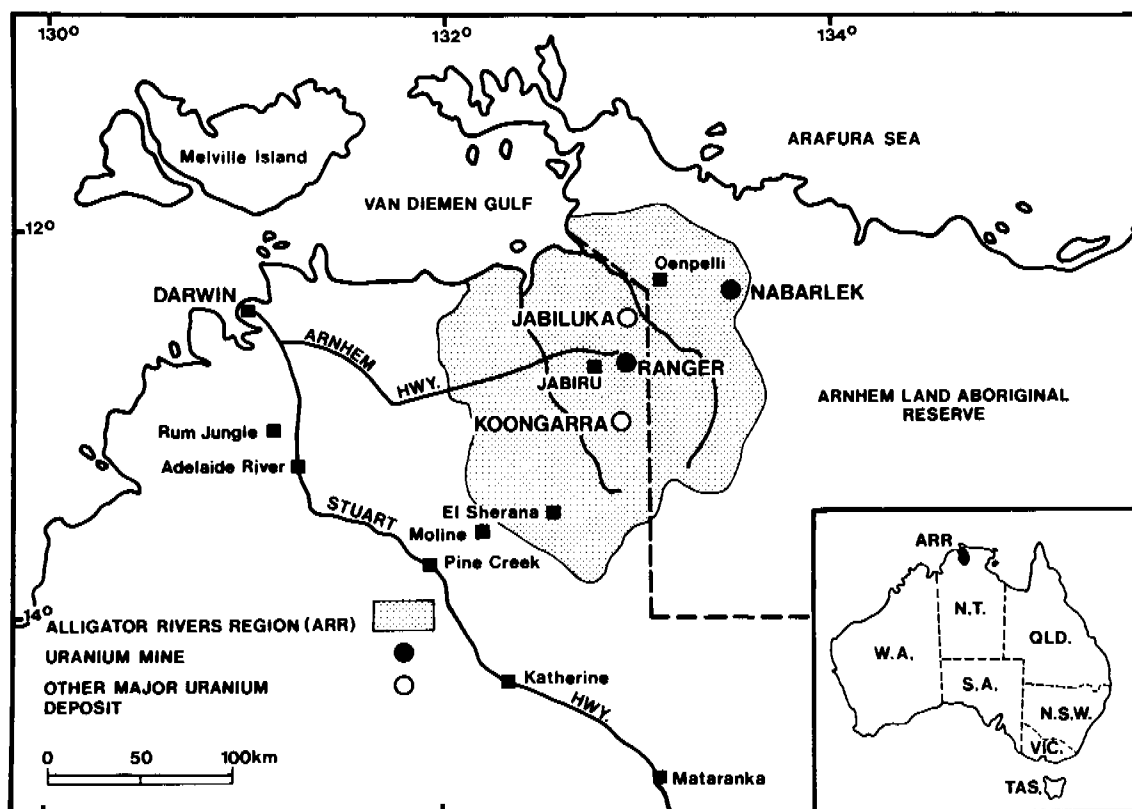 130°
132°
134°
Melville Island
ARAFURA SEA
VAN DIEMEN GULF
12°
Oenpelli
DARWIN
NABARLEK
JABILUKA
ARNHEM
HWY.
RANGER
JABIRU
ARNHEM LAND ABORIGINAL
RESERVE
KOONGARRA
Rum Jungle
Adelaide River
STUART
El Sherana
Moline
Pine Creek
14°
ALLIGATOR RIVERS REGION (ARR)
URANIUM MINE
OTHER MAJOR URANIUM
DEPOSIT
Katherine
HWY.
0 50 100km
Mataranka
ARR
N.T.
QLD.
W.A.
S.A.
N.S.W.
VIC.
TAS.